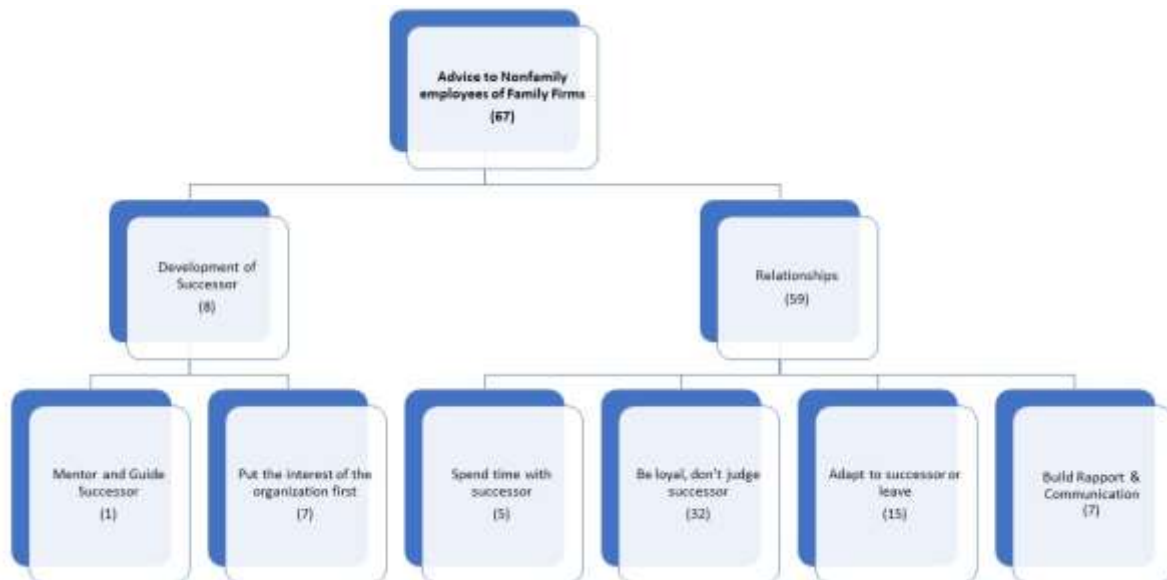 Advice to Nonfamily
employees of Family Firms
(67)
Development of
Successor
(8)
Relationships
(59)
Mentor and Guide
Successor
(1)
Put the interest of the
organization first
(7)
Spend time with
successor
(5)
Be loyal, don't judge
successor
(32)
Adapt to successor or
leave
(15)
Build Rapport &
Communication
(7)